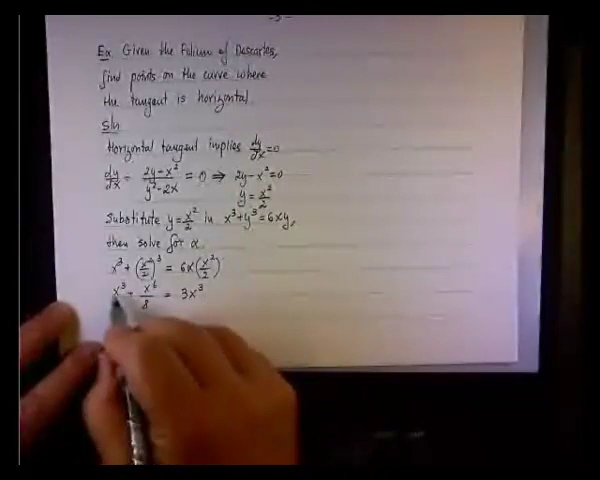 -3-
Ex. Given the Folium of Descartes,
find points on the curve where
the tangent is horizontal.
Sln
Horizontal tangent implies dy/dx = 0
dy/dx = (2y-x²)/(y²-2x) = 0 ⇒ 2y-x²=0
y = x²/2
Substitute y = x²/2 in x³+y³=6xy,
then solve for x.
x³ + (x²/2)³ = 6x(x²/2)
x³ + x⁶/8 = 3x³